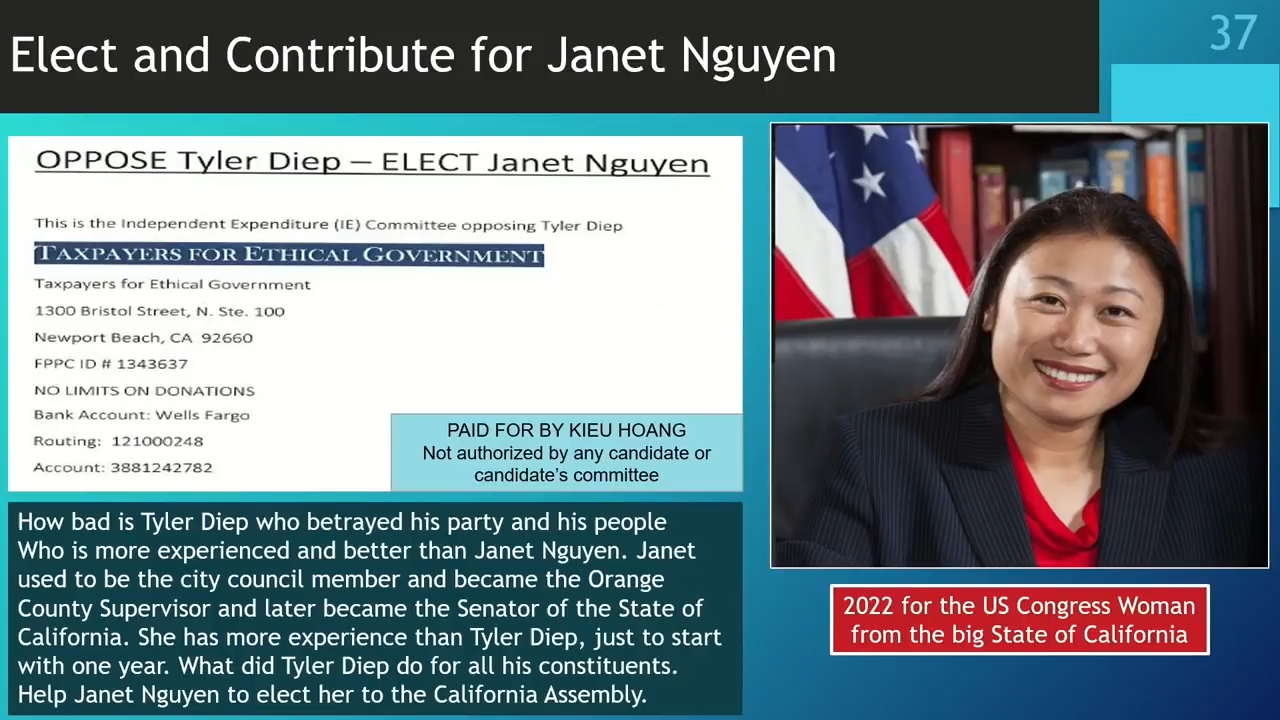 Elect and Contribute for Janet Nguyen
37
OPPOSE Tyler Diep – ELECT Janet Nguyen
This is the Independent Expenditure (IE) Committee opposing Tyler Diep
TAXPAYERS FOR ETHICAL GOVERNMENT
Taxpayers for Ethical Government
1300 Bristol Street, N. Ste. 100
Newport Beach, CA 92660
FPPC ID # 1343637
NO LIMITS ON DONATIONS
Bank Account: Wells Fargo
Routing: 121000248
Account: 3881242782
PAID FOR BY KIEU HOANG
Not authorized by any candidate or
candidate's committee
How bad is Tyler Diep who betrayed his party and his people
Who is more experienced and better than Janet Nguyen. Janet
used to be the city council member and became the Orange
County Supervisor and later became the Senator of the State of
California. She has more experience than Tyler Diep, just to start
with one year. What did Tyler Diep do for all his constituents.
Help Janet Nguyen to elect her to the California Assembly.
2022 for the US Congress Woman
from the big State of California